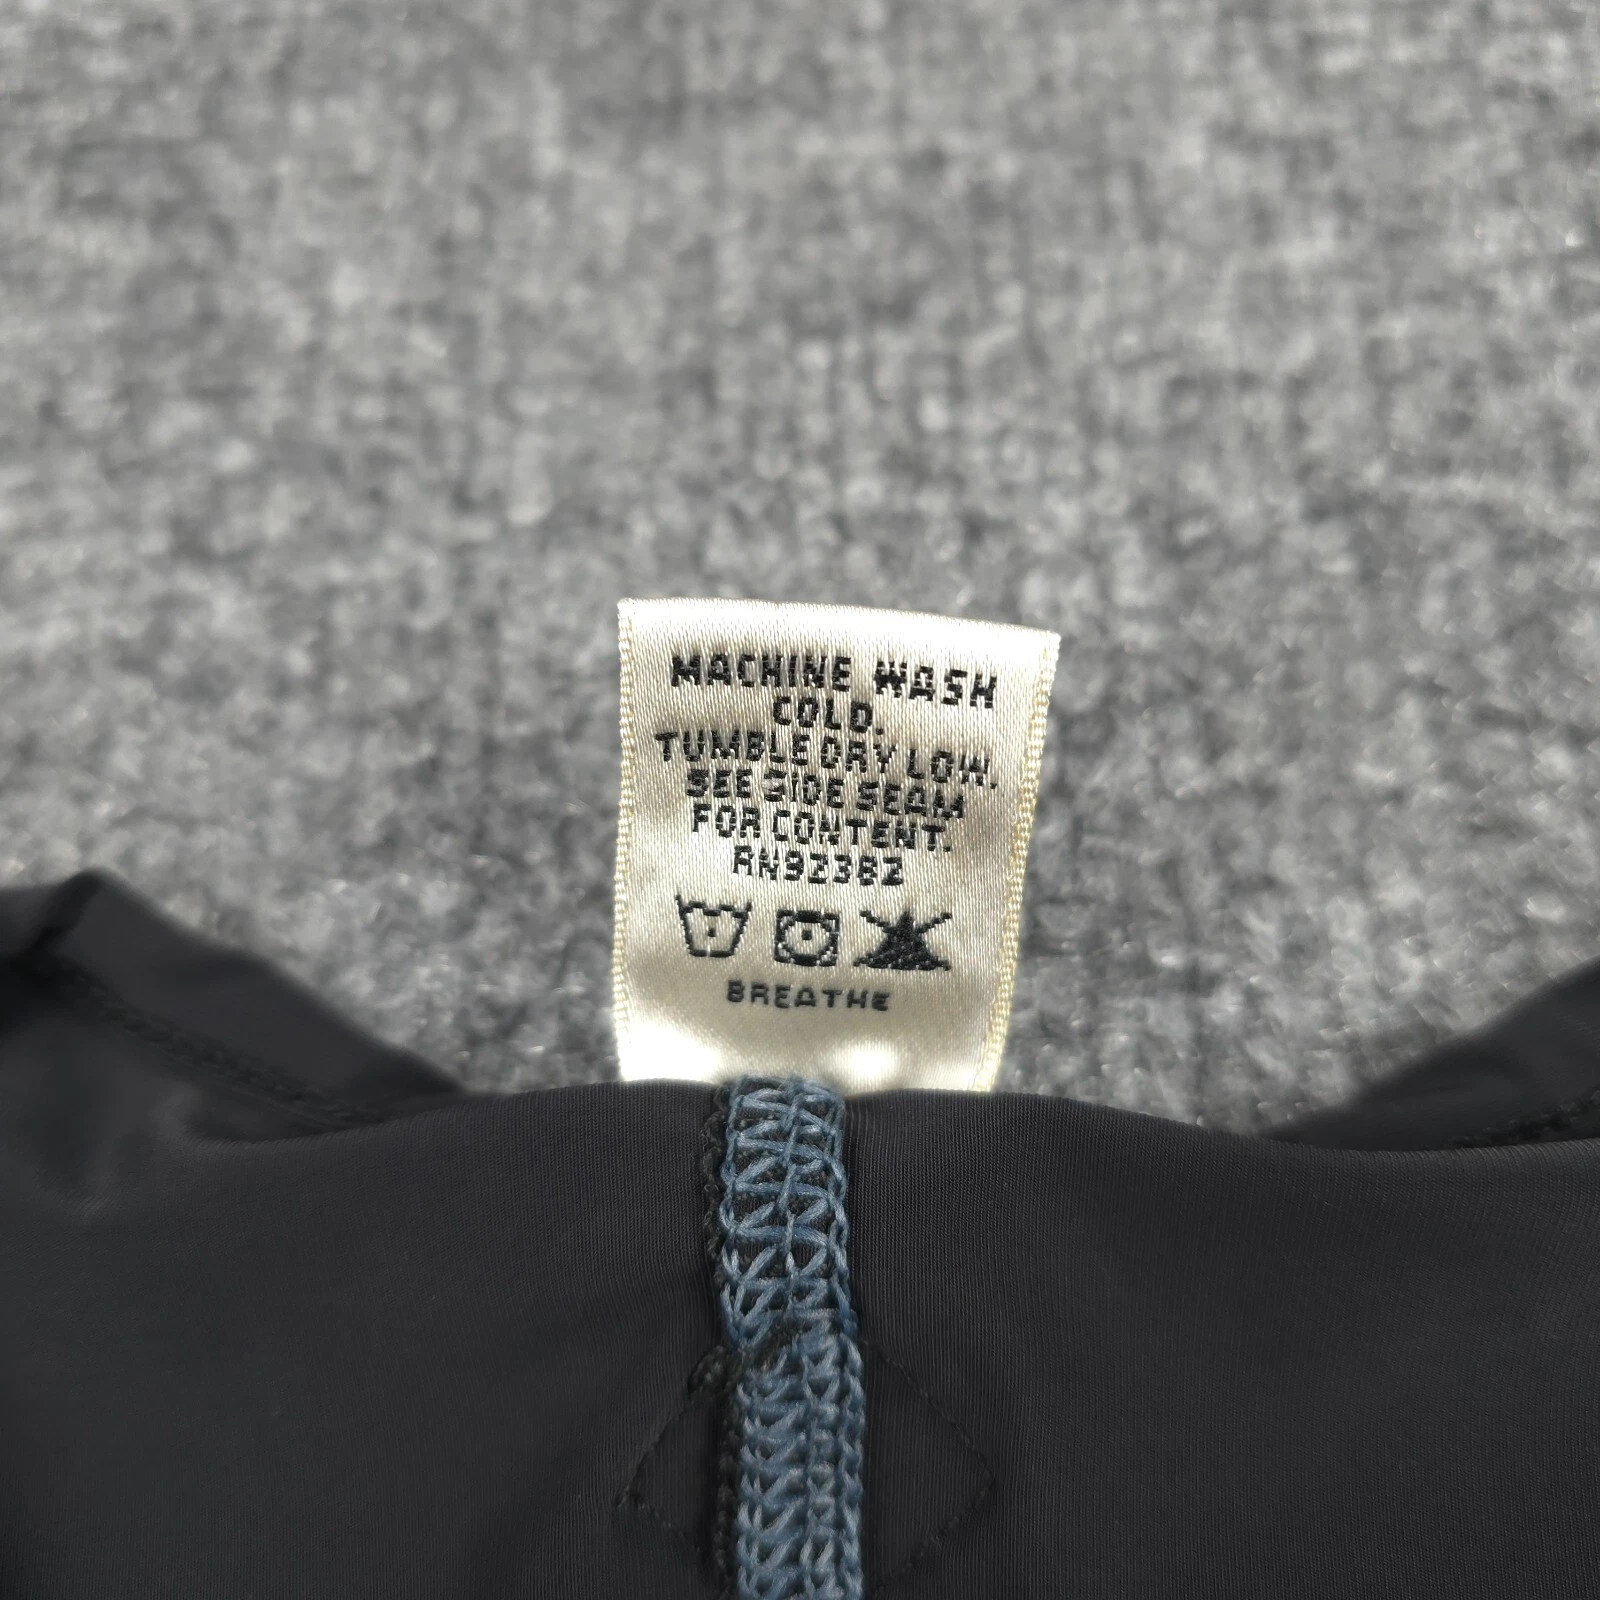 MACHINE WASH
COLD.
TUMBLE DRY LOW.
SEE SIDE SEAM
FOR CONTENT.
RN92382
BREATHE